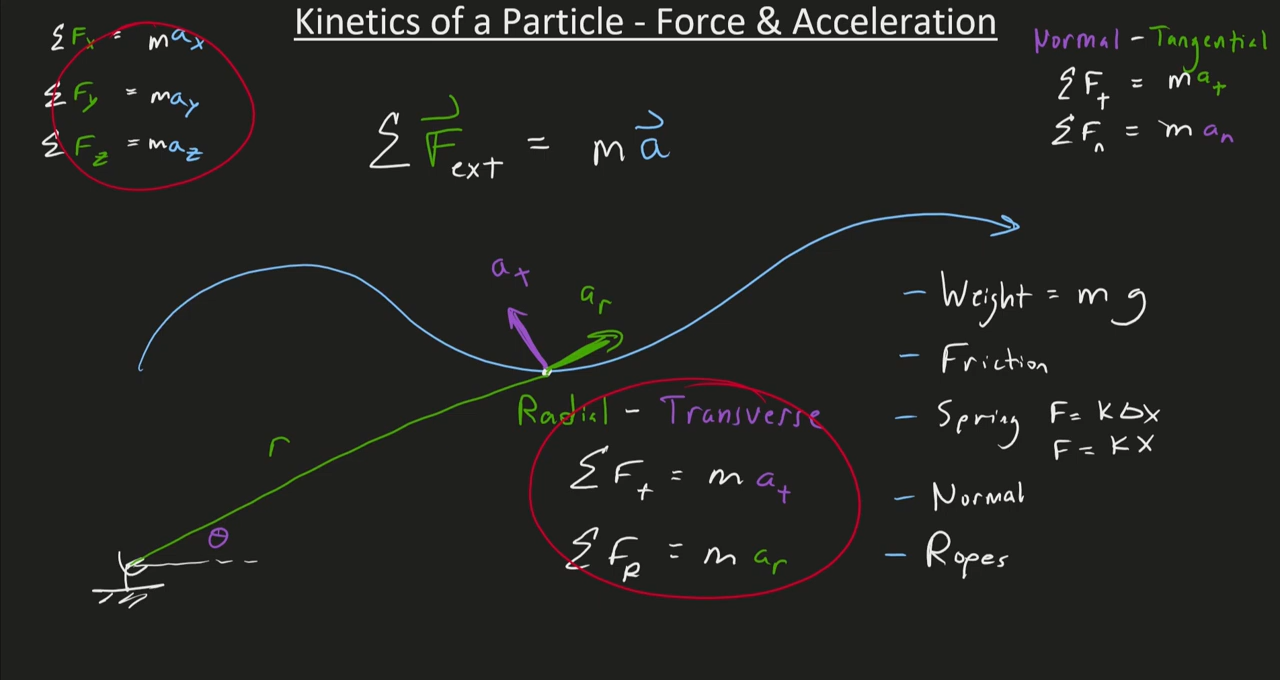 Kinetics of a Particle - Force & Acceleration
ΣFx = max
ΣFy = may
ΣFz = maz
ΣF⃗ext = ma⃗
Normal - Tangential
ΣFt = mat
ΣFn = man
at
ar
r
θ
Radial - Transverse
ΣFt = mat
ΣFR = mar
- Weight = mg
- Friction
- Spring F = KΔX
F = KX
- Normal
- Ropes